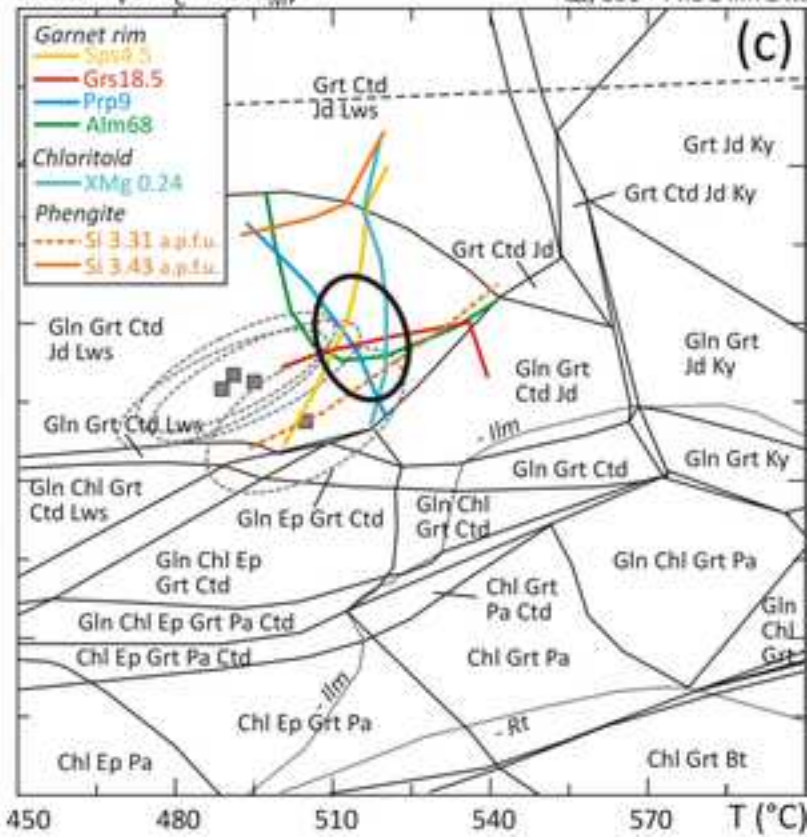 (c)
Garnet rim
Sps4.5
Grs18.5
Prp9
Alm68
Chloritoid
XMg 0.24
Phengite
Si 3.31 a.p.f.u.
Si 3.43 a.p.f.u.
Grt Ctd
Jd Lws
Grt Jd Ky
Grt Ctd Jd Ky
Grt Ctd Jd
Gln Grt Ctd
Jd Lws
Gln Grt
Jd Ky
Gln Grt
Ctd Jd
Gln Grt Ctd Lws
- Ilm
Gln Grt Ky
Gln Grt Ctd
Gln Chl Grt
Ctd Lws
Gln Ep Grt Ctd
Gln Chl
Grt Ctd
Gln Chl Ep
Grt Ctd
Gln Chl Grt Pa
Chl Grt
Pa Ctd
Gln
Chl
Grt
Gln Chl Ep Grt Pa Ctd
Chl Ep Grt Pa Ctd
Chl Grt Pa
- Ilm
Chl Ep Grt Pa
- Rt
Chl Ep Pa
Chl Grt Bt
450 480 510 540 570 T (°C)